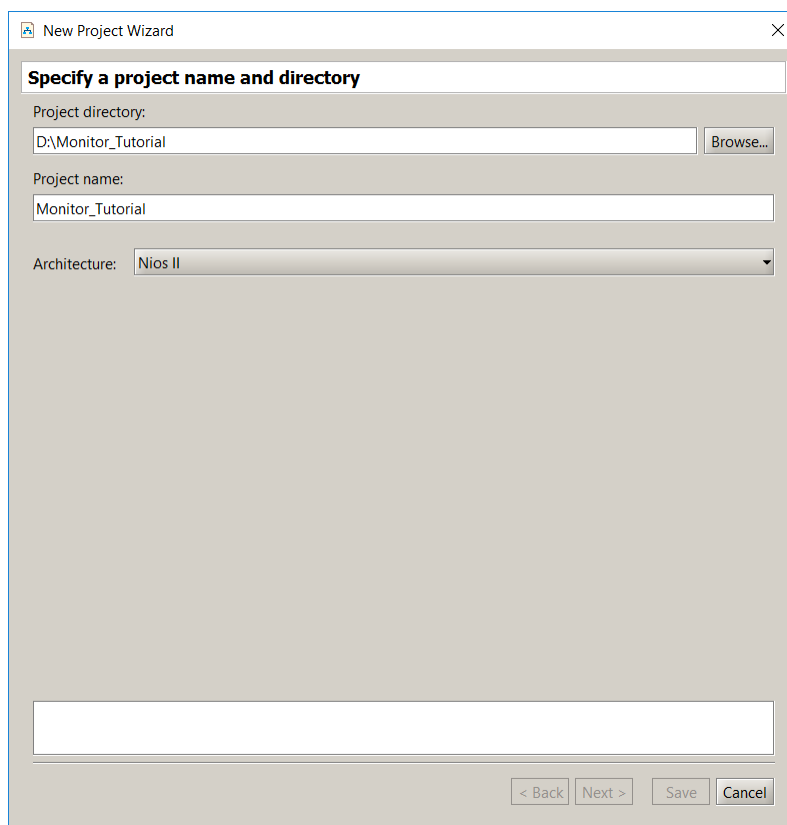 New Project Wizard
Specify a project name and directory
Project directory:
D:\Monitor_Tutorial
Browse...
Project name:
Monitor_Tutorial
Architecture:
Nios II
< Back
Next >
Save
Cancel